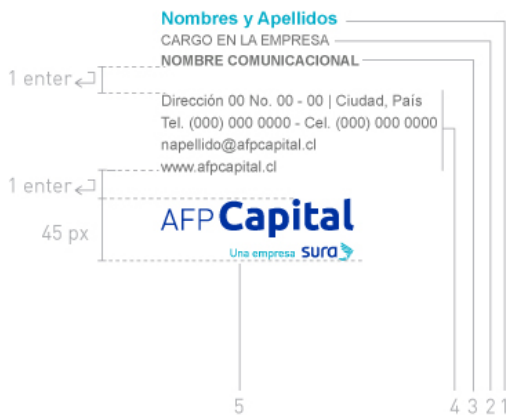 Nombres y Apellidos
CARGO EN LA EMPRESA
NOMBRE COMUNICACIONAL
1 enter
Dirección 00 No. 00 - 00 | Ciudad, País
Tel. (000) 000 0000 - Cel. (000) 000 0000
napellido@afpcapital.cl
www.afpcapital.cl
1 enter
45 px
AFP Capital
Una empresa sura
5 4 3 2 1